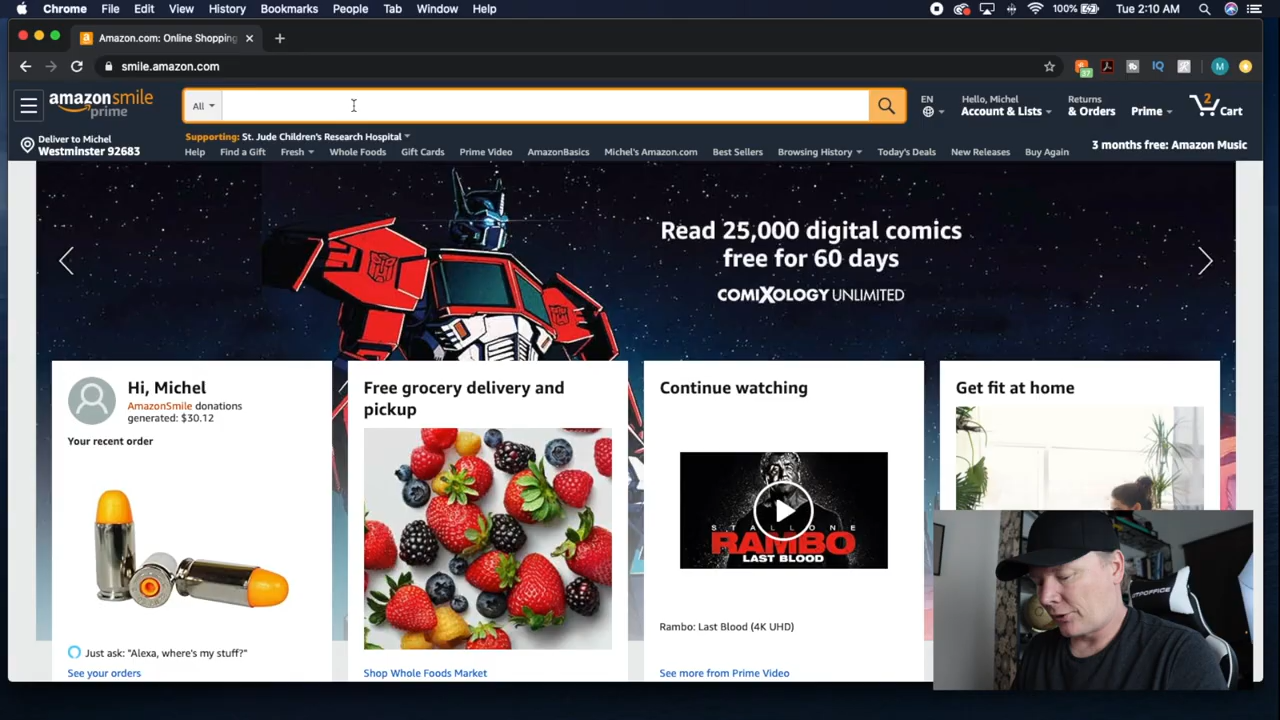 Chrome File Edit View History Bookmarks People Tab Window Help 100% Tue 2:10 AM
Amazon.com: Online Shopping
smile.amazon.com
37 IQ M
amazonsmile
prime
All
EN
Hello, Michel
Account & Lists
Returns
& Orders
Prime
2
Cart
Deliver to Michel
Westminster 92683
Supporting: St. Jude Children's Research Hospital
Help Find a Gift Fresh Whole Foods Gift Cards Prime Video AmazonBasics Michel's Amazon.com Best Sellers Browsing History Today's Deals New Releases Buy Again
3 months free: Amazon Music
Read 25,000 digital comics
free for 60 days
COMIXOLOGY UNLIMITED
Hi, Michel
AmazonSmile donations
generated: $30.12
Your recent order
Just ask: "Alexa, where's my stuff?"
See your orders
Free grocery delivery and
pickup
Shop Whole Foods Market
Continue watching
STALLONE
RAMBO
LAST BLOOD
Rambo: Last Blood (4K UHD)
See more from Prime Video
Get fit at home